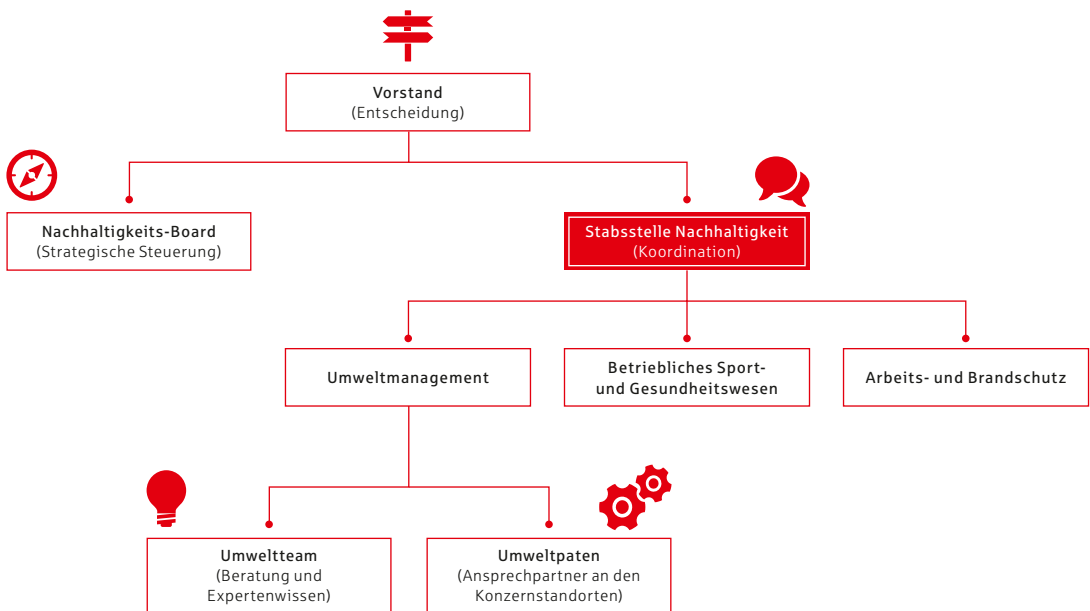 Vorstand
(Entscheidung)
Nachhaltigkeits-Board
(Strategische Steuerung)
Stabsstelle Nachhaltigkeit
(Koordination)
Umweltmanagement
Betriebliches Sport-
und Gesundheitswesen
Arbeits- und Brandschutz
Umweltteam
(Beratung und
Expertenwissen)
Umweltpaten
(Ansprechpartner an den
Konzernstandorten)